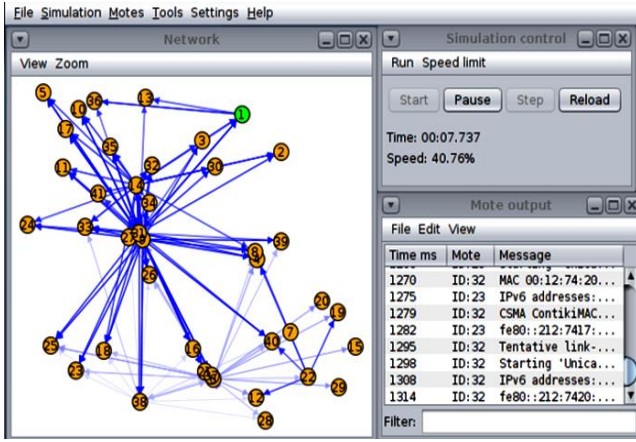 File Simulation Motes Tools Settings Help
Network
View Zoom
5
36
13
10
1
17
3
35
2
32
11
30
14
41
34
24
33
31
27
39
8
26
20
19
7
40
25
18
16
15
23
22
29
12
38
28
Simulation control
Run Speed limit
Start
Pause
Step
Reload
Time: 00:07.737
Speed: 40.76%
Mote output
File Edit View
Time ms Mote Message
1270 ID:32 MAC 00:12:74:20...
1275 ID:23 IPv6 addresses:...
1279 ID:32 CSMA ContikiMAC...
1282 ID:23 fe80::212:7417:...
1295 ID:32 Tentative link-...
1298 ID:32 Starting 'Unica...
1308 ID:32 IPv6 addresses:...
1314 ID:32 fe80::212:7420:...
Filter: